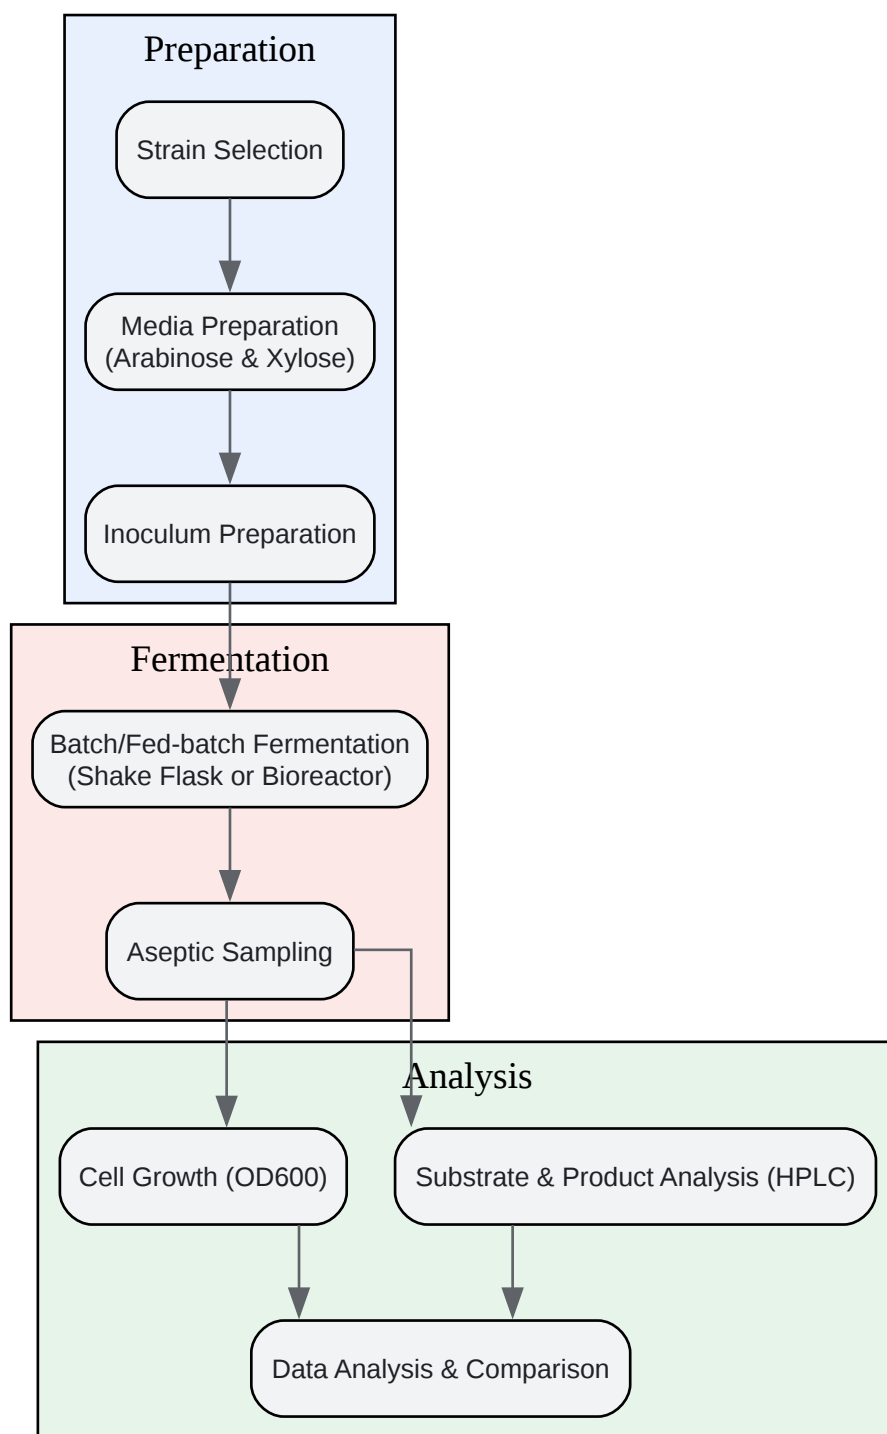 Preparation
Strain Selection
Media Preparation
(Arabinose & Xylose)
Inoculum Preparation
Fermentation
Batch/Fed-batch Fermentation
(Shake Flask or Bioreactor)
Aseptic Sampling
Analysis
Cell Growth (OD600)
Substrate & Product Analysis (HPLC)
Data Analysis & Comparison